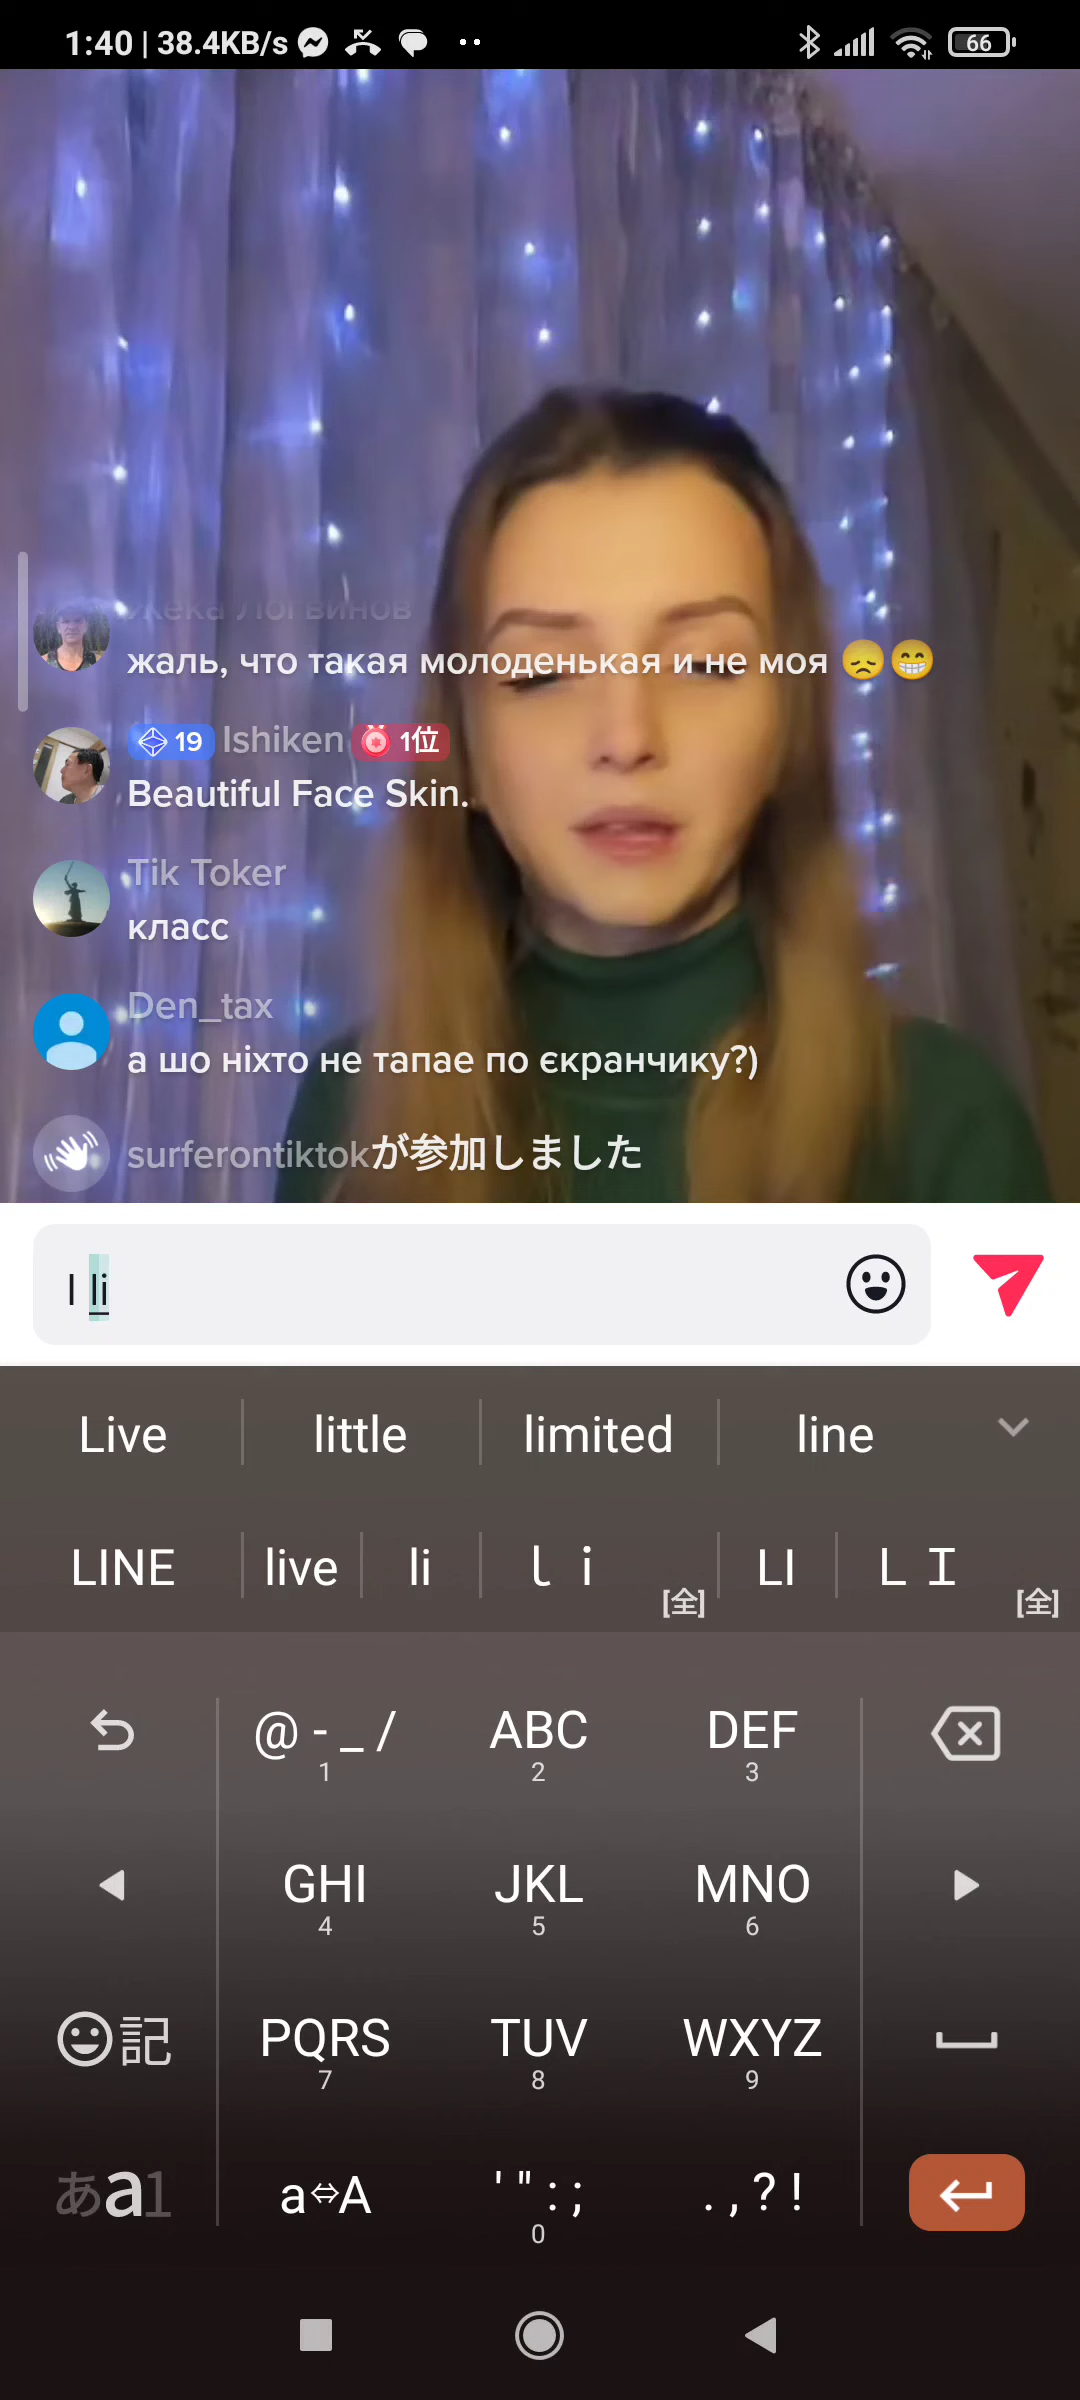 1:40 | 38.4KB/s
66
Жека Логвинов
жаль, что такая молоденькая и не моя 😞😁
19 Ishiken 1位
Beautiful Face Skin.
Tik Toker
класс
Den_tax
а шо ніхто не тапає по єкранчику?)
surferontiktokが参加しました
I li
Live little limited line
LINE live li ｌｉ [全] LI ＬＩ [全]
@-_/ ABC DEF
1 2 3
GHI JKL MNO
4 5 6
記 PQRS TUV WXYZ
7 8 9
あa1 a⇔A '":; .,?!
0